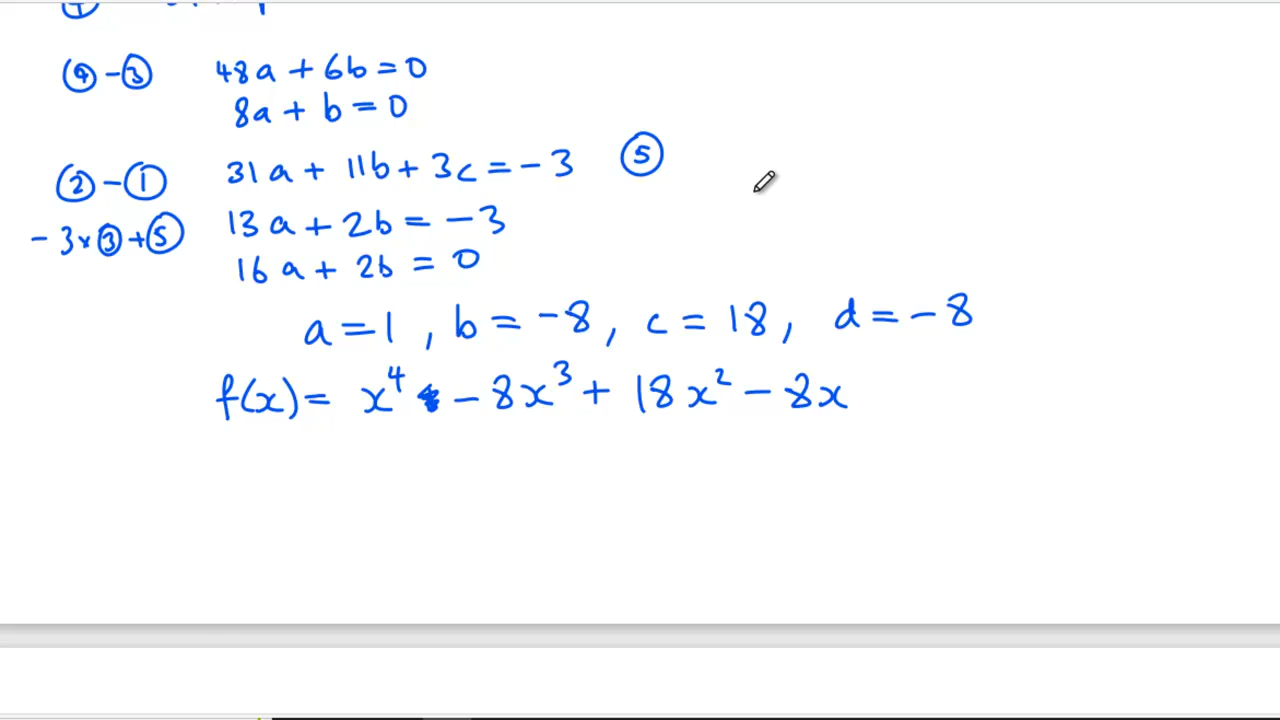 ④ - ③ 48a + 6b = 0
8a + b = 0
② - ① 31a + 11b + 3c = -3 ⑤
-3×③+⑤ 13a + 2b = -3
16a + 2b = 0
a = 1, b = -8, c = 18, d = -8
f(x) = x⁴ - 8x³ + 18x² - 8x